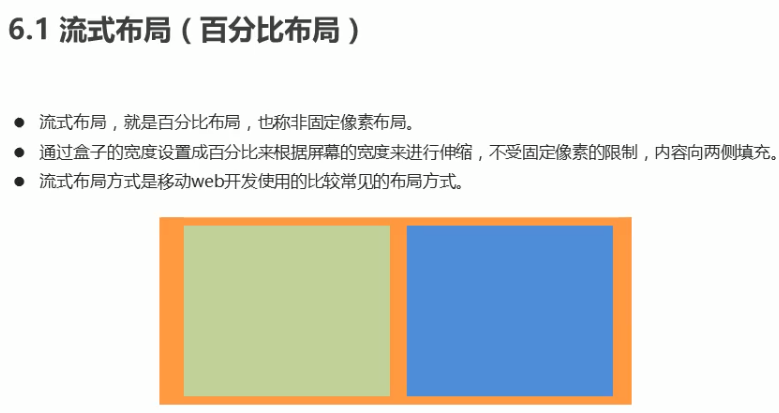 6.1 流式布局（百分比布局）
● 流式布局，就是百分比布局，也称非固定像素布局。
● 通过盒子的宽度设置成百分比来根据屏幕的宽度来进行伸缩，不受固定像素的限制，内容向两侧填充。
● 流式布局方式是移动web开发使用的比较常见的布局方式。